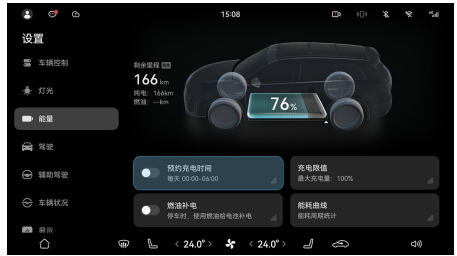 15:08
设置
车辆控制
灯光
能量
驾驶
辅助驾驶
车辆状况
显示
剩余里程
166 km
纯电: 166km
燃油: --km
76%
预约充电时间
每天 00:00-06:00
充电限值
最大充电量: 100%
燃油补电
停车时, 使用燃油给电池补电
能耗曲线
能耗周期统计
< 24.0° >
< 24.0° >